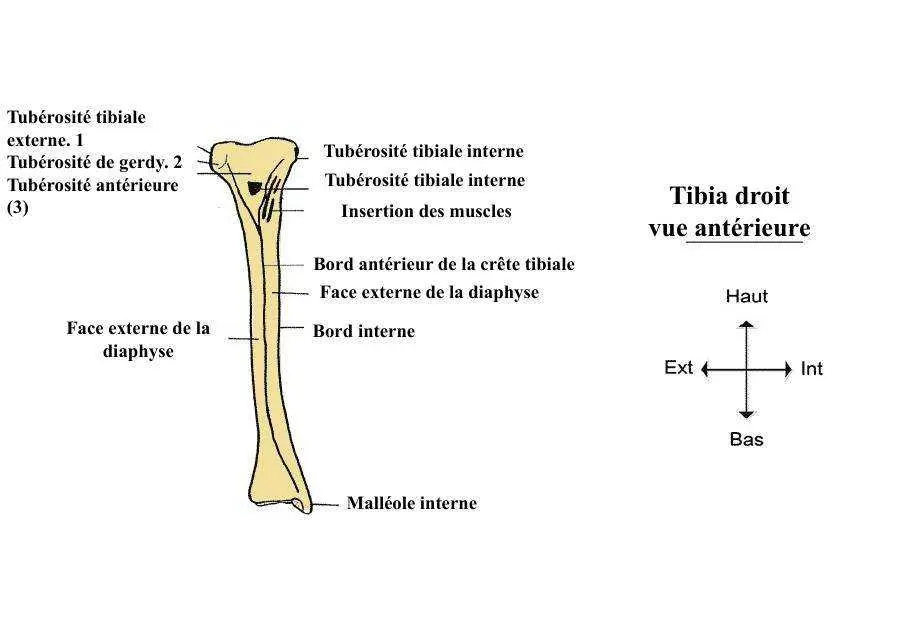 Tubérosité tibiale
externe. 1
Tubérosité de gerdy. 2
Tubérosité antérieure
(3)
Tubérosité tibiale interne
Tubérosité tibiale interne
Insertion des muscles
Bord antérieur de la crête tibiale
Face externe de la diaphyse
Bord interne
Face externe de la
diaphyse
Malléole interne
Tibia droit
vue antérieure
Haut
Ext
Int
Bas